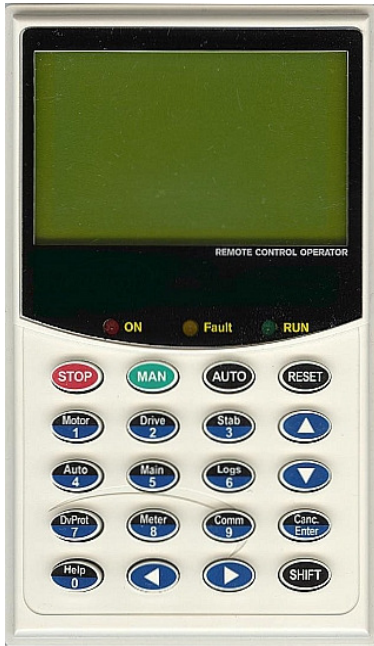 REMOTE CONTROL OPERATOR
ON Fault RUN
STOP MAN AUTO RESET
Motor Drive Stab
1 2 3
Auto Main Logs
4 5 6
DvProt Meter Comm Canc.
7 8 9 Enter
Help
0 SHIFT